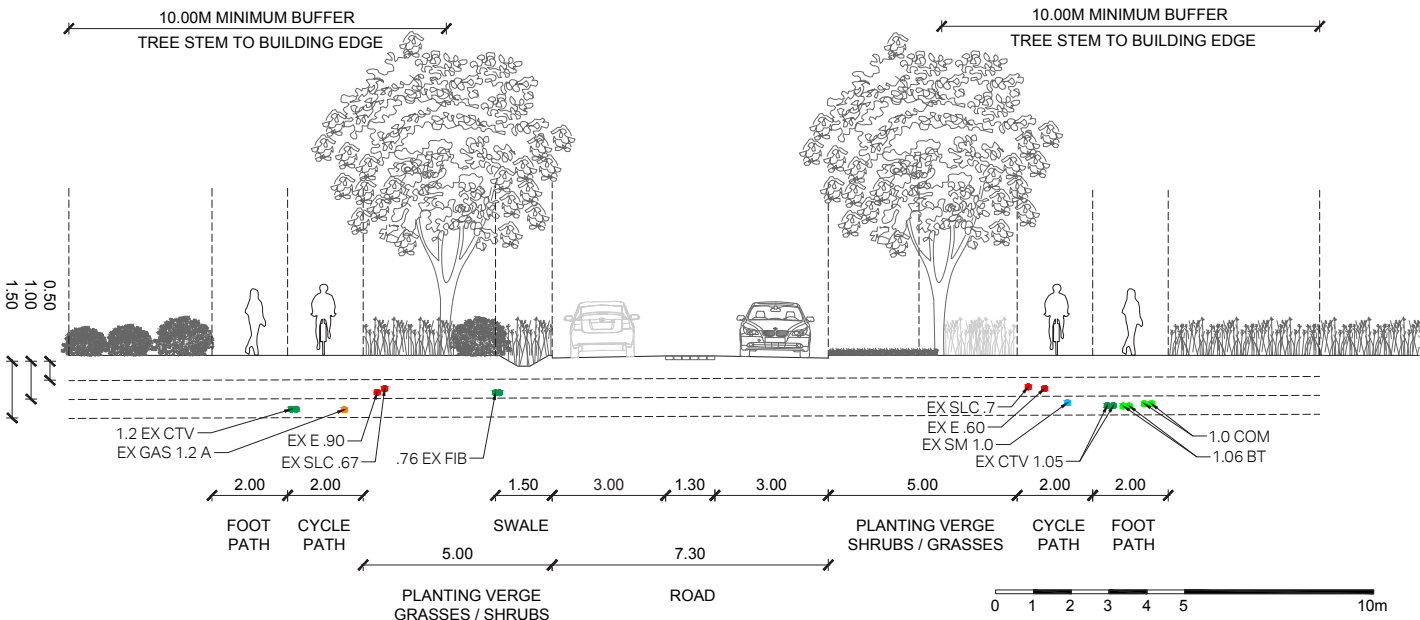 10.00M MINIMUM BUFFER
TREE STEM TO BUILDING EDGE
10.00M MINIMUM BUFFER
TREE STEM TO BUILDING EDGE
0.50
1.00
1.50
1.2 EX CTV
EX GAS 1.2 A
EX E .90
EX SLC .67
.76 EX FIB
EX SLC .7
EX E .60
EX SM 1.0
EX CTV 1.05
1.0 COM
1.06 BT
2.00
2.00
1.50
3.00
1.30
3.00
5.00
2.00
2.00
FOOT
PATH
CYCLE
PATH
SWALE
PLANTING VERGE
SHRUBS / GRASSES
CYCLE
PATH
FOOT
PATH
5.00
7.30
PLANTING VERGE
GRASSES / SHRUBS
ROAD
0 1 2 3 4 5 10m